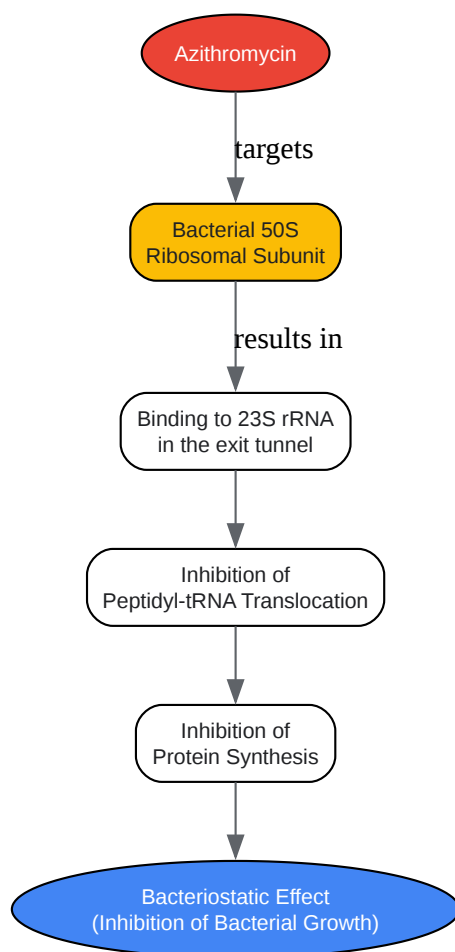 Azithromycin
targets
Bacterial 50S
Ribosomal Subunit
results in
Binding to 23S rRNA
in the exit tunnel
Inhibition of
Peptidyl-tRNA Translocation
Inhibition of
Protein Synthesis
Bacteriostatic Effect
(Inhibition of Bacterial Growth)